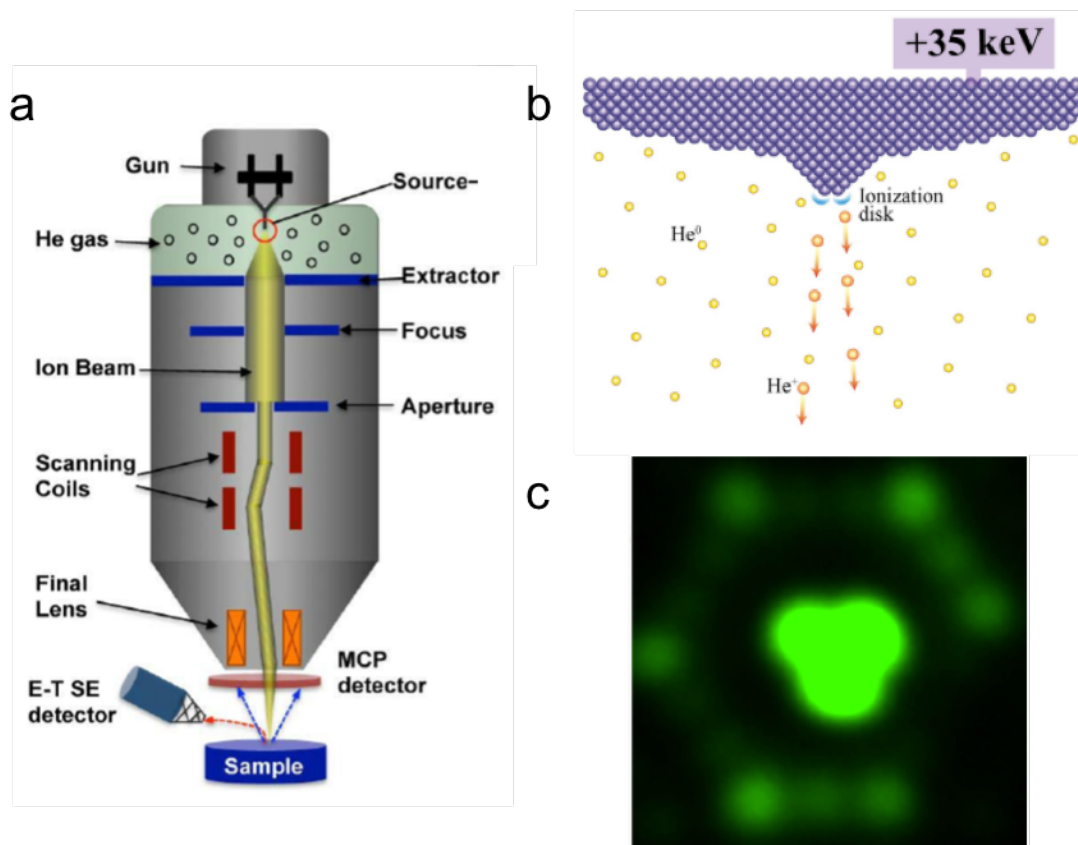 a
Gun
Source–
He gas
Extractor
Focus
Ion Beam
Aperture
Scanning
Coils
Final
Lens
MCP
detector
E-T SE
detector
Sample
b
+35 keV
Ionization
disk
He⁰
He⁺
c